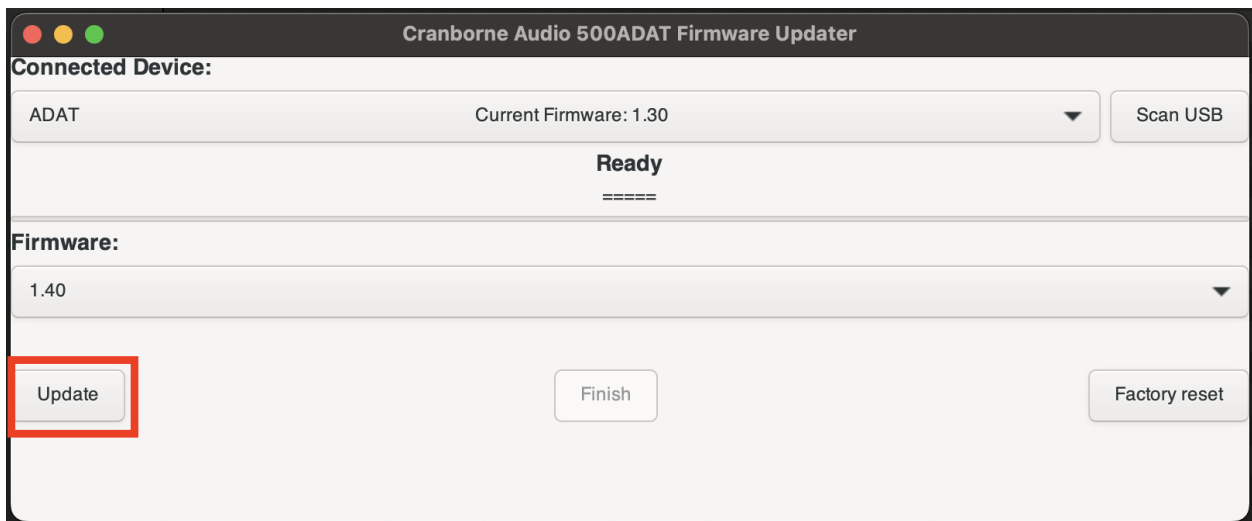 Cranborne Audio 500ADAT Firmware Updater
Connected Device:
ADAT Current Firmware: 1.30 Scan USB
Ready
=====
Firmware:
1.40
Update Finish Factory reset